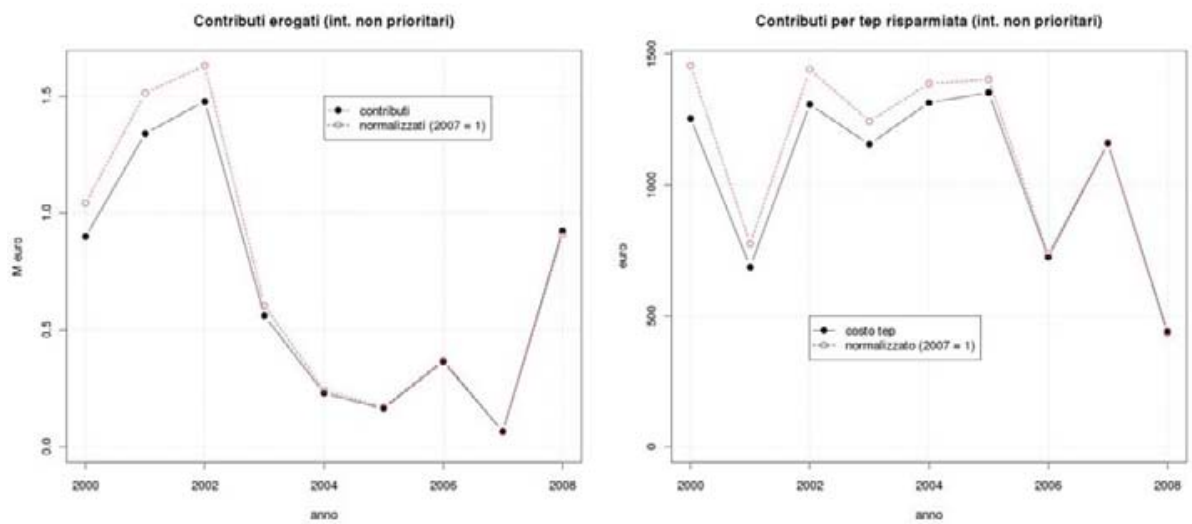 Contributi erogati (int. non prioritari)
M euro
1.5
1.0
0.5
0.0
contributi
normalizzati (2007 = 1)
2000
2002
2004
2006
2008
anno
Contributi per tep risparmiata (int. non prioritari)
euro
1500
1000
500
0
costo tep
normalizzato (2007 = 1)
2000
2002
2004
2006
2008
anno